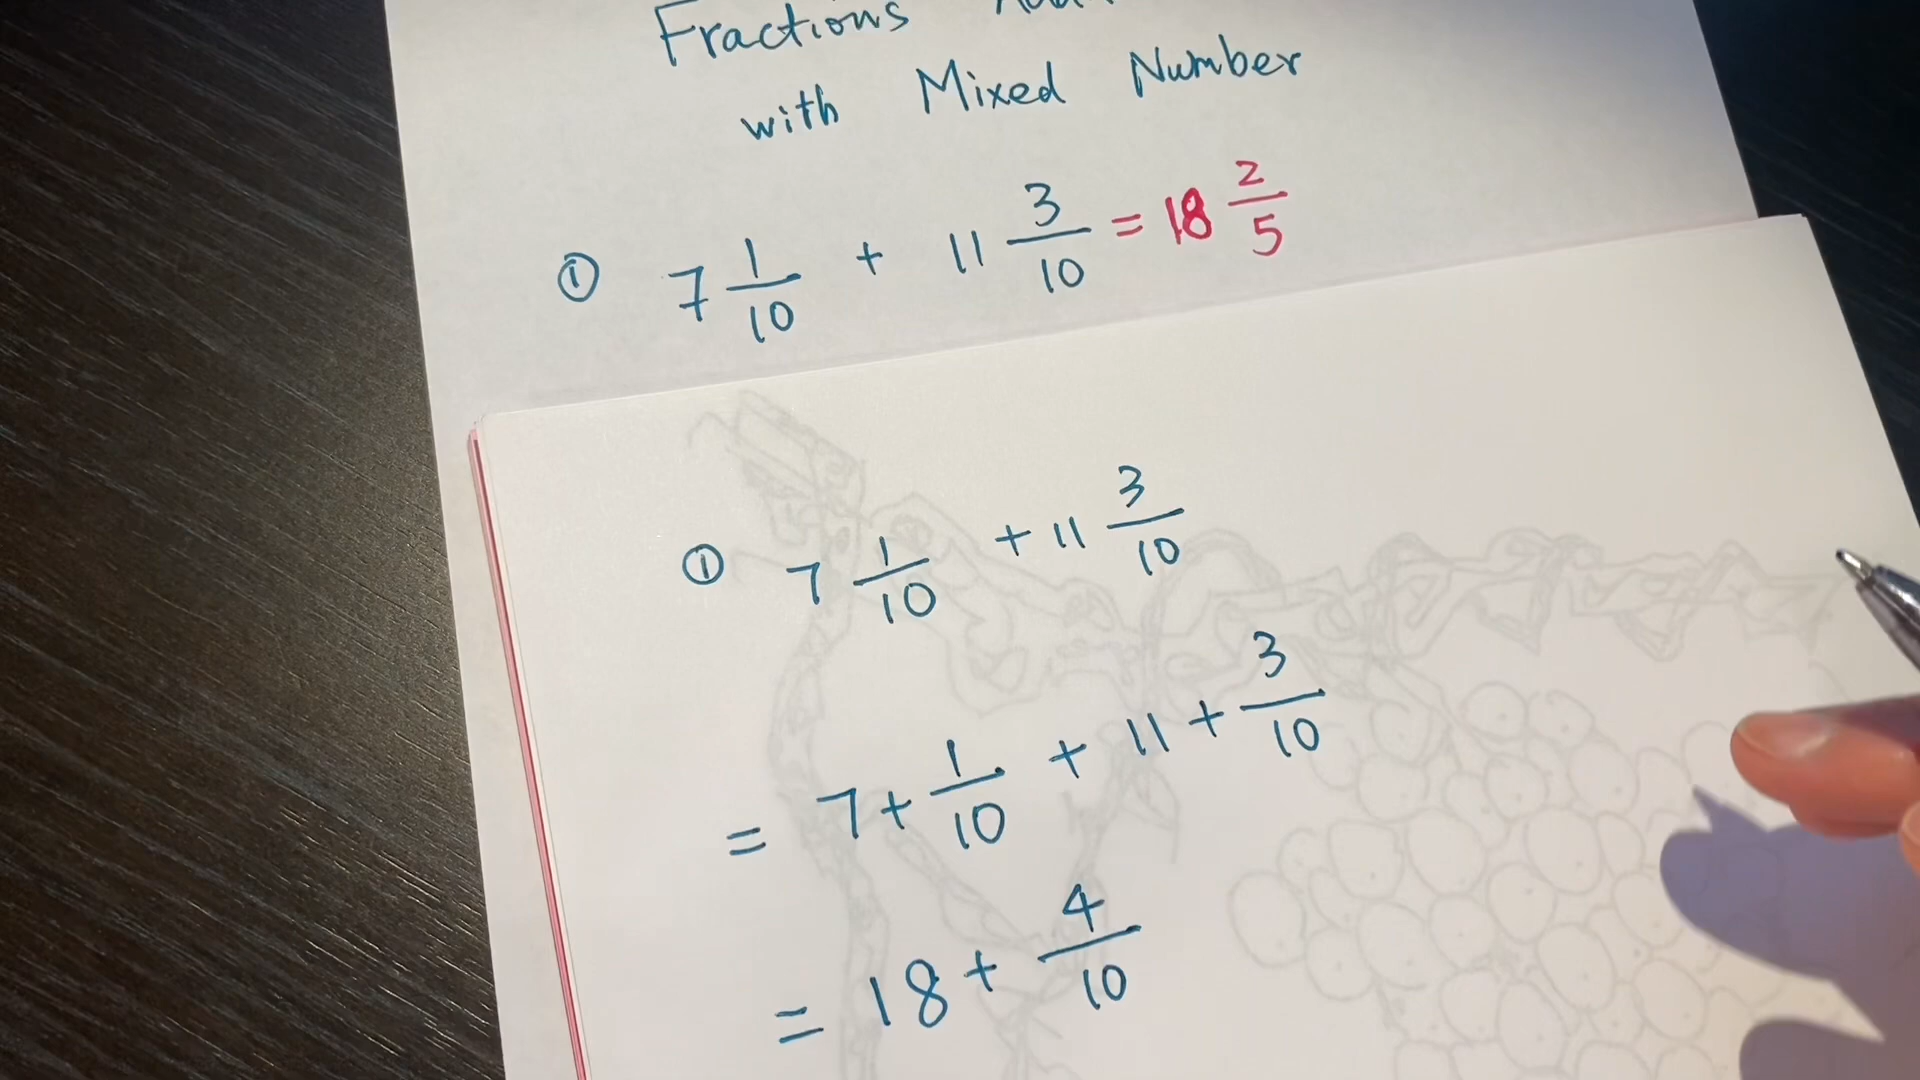 Fractions
with Mixed Number
① 7 1/10 + 11 3/10 = 18 2/5
① 7 1/10 + 11 3/10
= 7 + 1/10 + 11 + 3/10
= 18 + 4/10